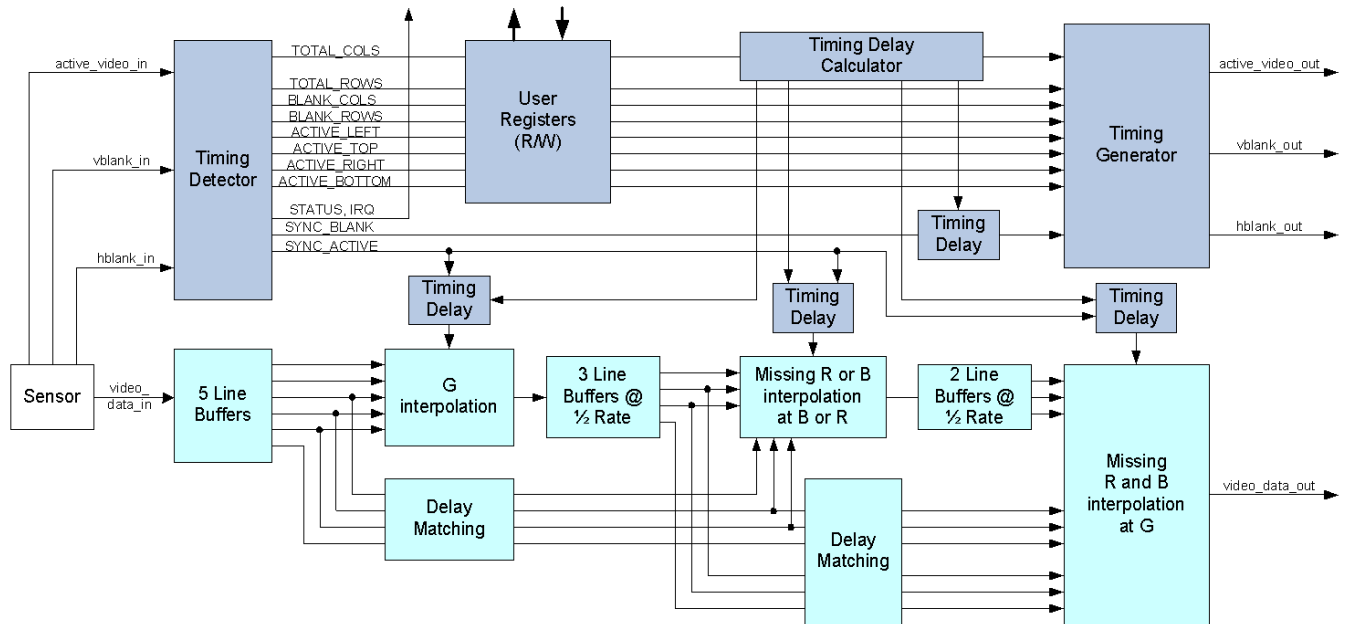 TOTAL_COLS
TOTAL_ROWS
BLANK_COLS
BLANK_ROWS
ACTIVE_LEFT
ACTIVE_TOP
ACTIVE_RIGHT
ACTIVE_BOTTOM
STATUS, IRQ
SYNC_BLANK
SYNC_ACTIVE
active_video_in
vblank_in
hblank_in
Timing
Detector
User
Registers
(R/W)
Timing Delay
Calculator
Timing
Generator
active_video_out
vblank_out
hblank_out
Timing
Delay
Timing
Delay
Timing
Delay
Timing
Delay
Sensor
video_
data_in
5 Line
Buffers
G
interpolation
3 Line
Buffers @
½ Rate
Missing R or B
interpolation
at B or R
2 Line
Buffers @
½ Rate
Missing
R and B
interpolation
at G
video_data_out
Delay
Matching
Delay
Matching